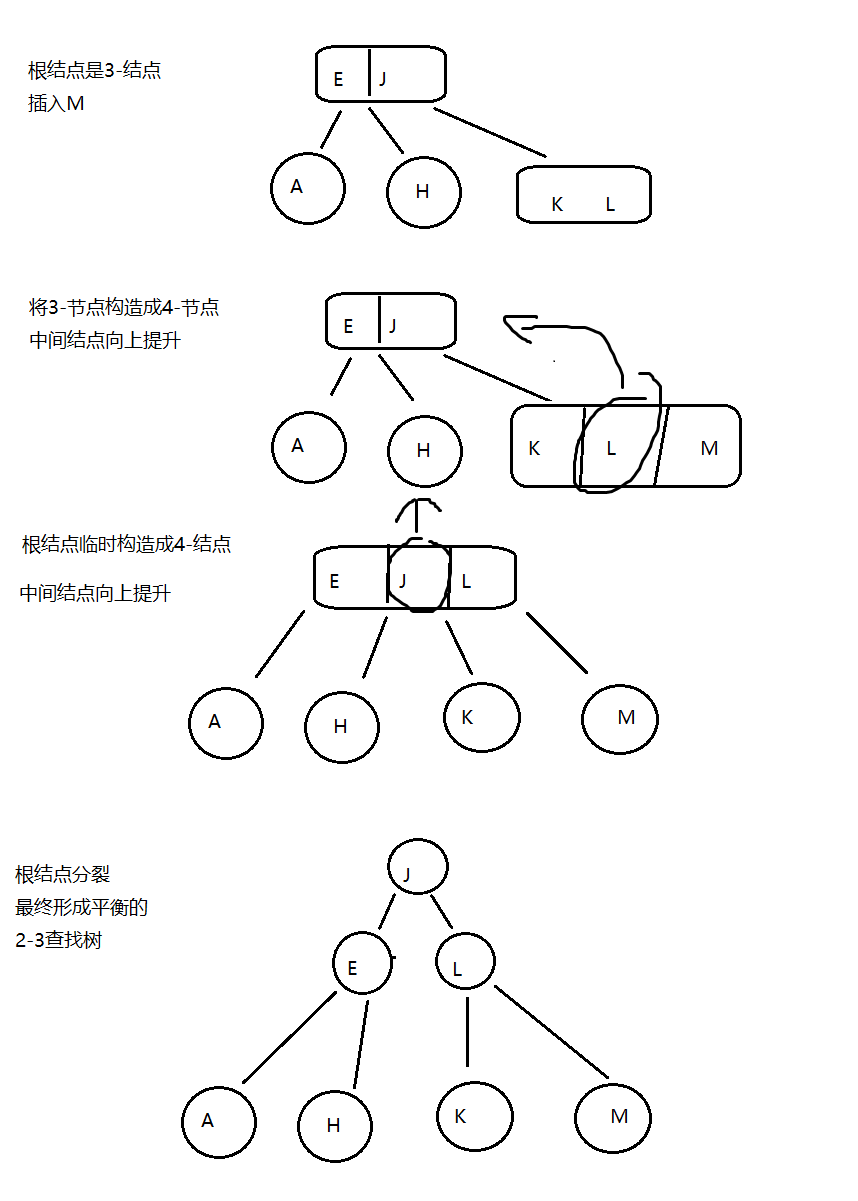 根结点是3-结点
插入M
E J
A H K L
将3-节点构造成4-节点
中间结点向上提升
E J
A H K L M
根结点临时构造成4-结点
中间结点向上提升
E J L
A H K M
根结点分裂
最终形成平衡的
2-3查找树
J
E L
A H K M